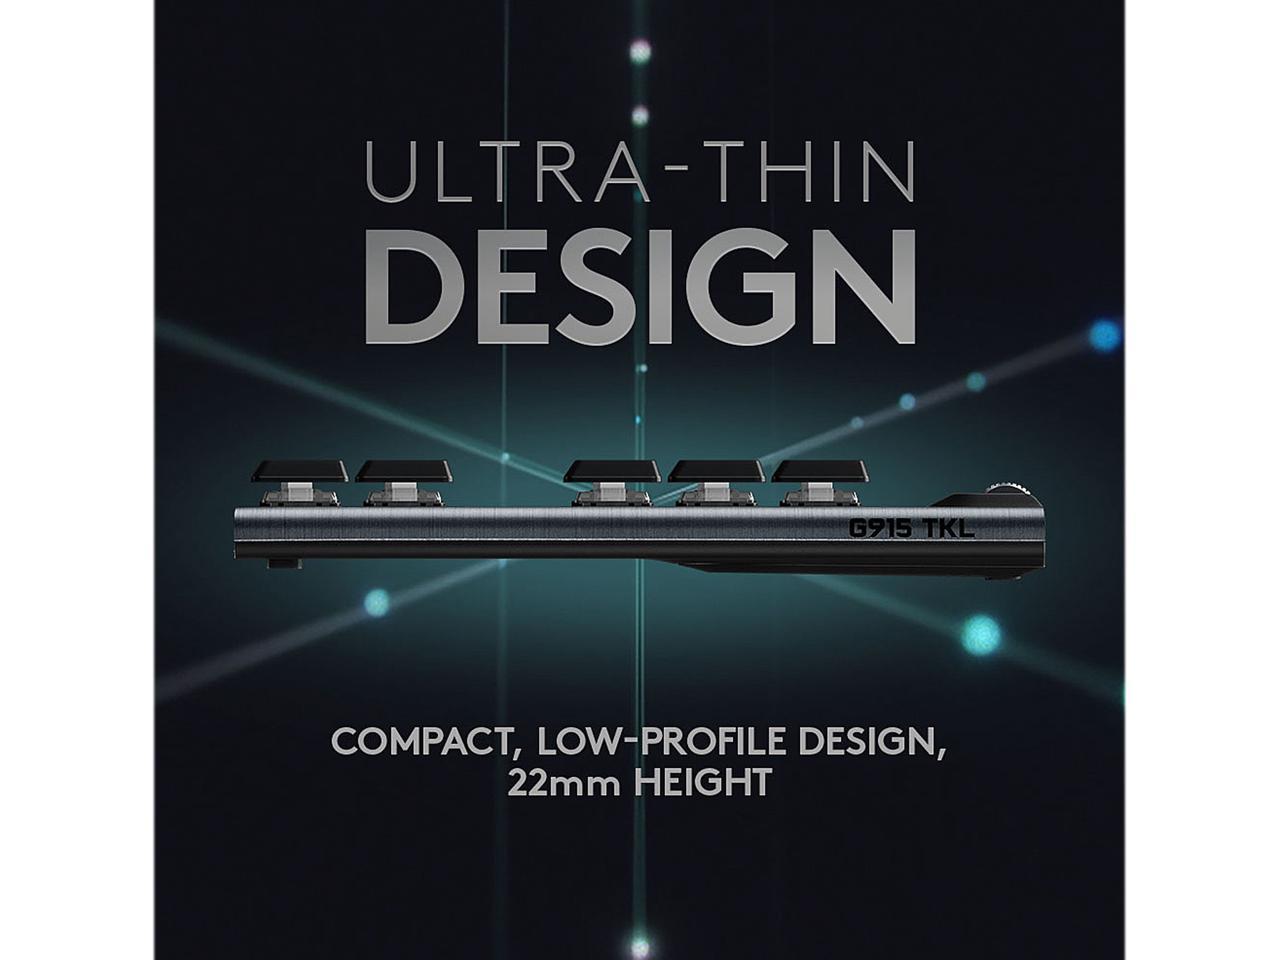 ULTRA-THIN
DESIGN
G915 TKL
COMPACT, LOW-PROFILE DESIGN,
22mm HEIGHT